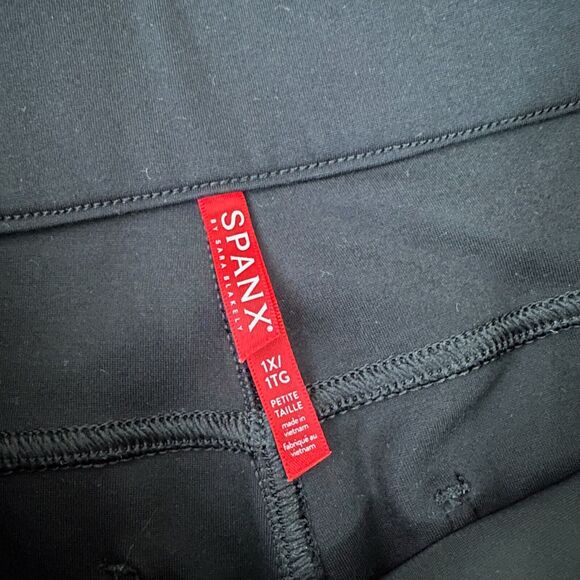 SPANX®
BY SARA BLAKELY
1X/
1TG
PETITE
TAILLE
made in
vietnam
fabriqué au
vietnam